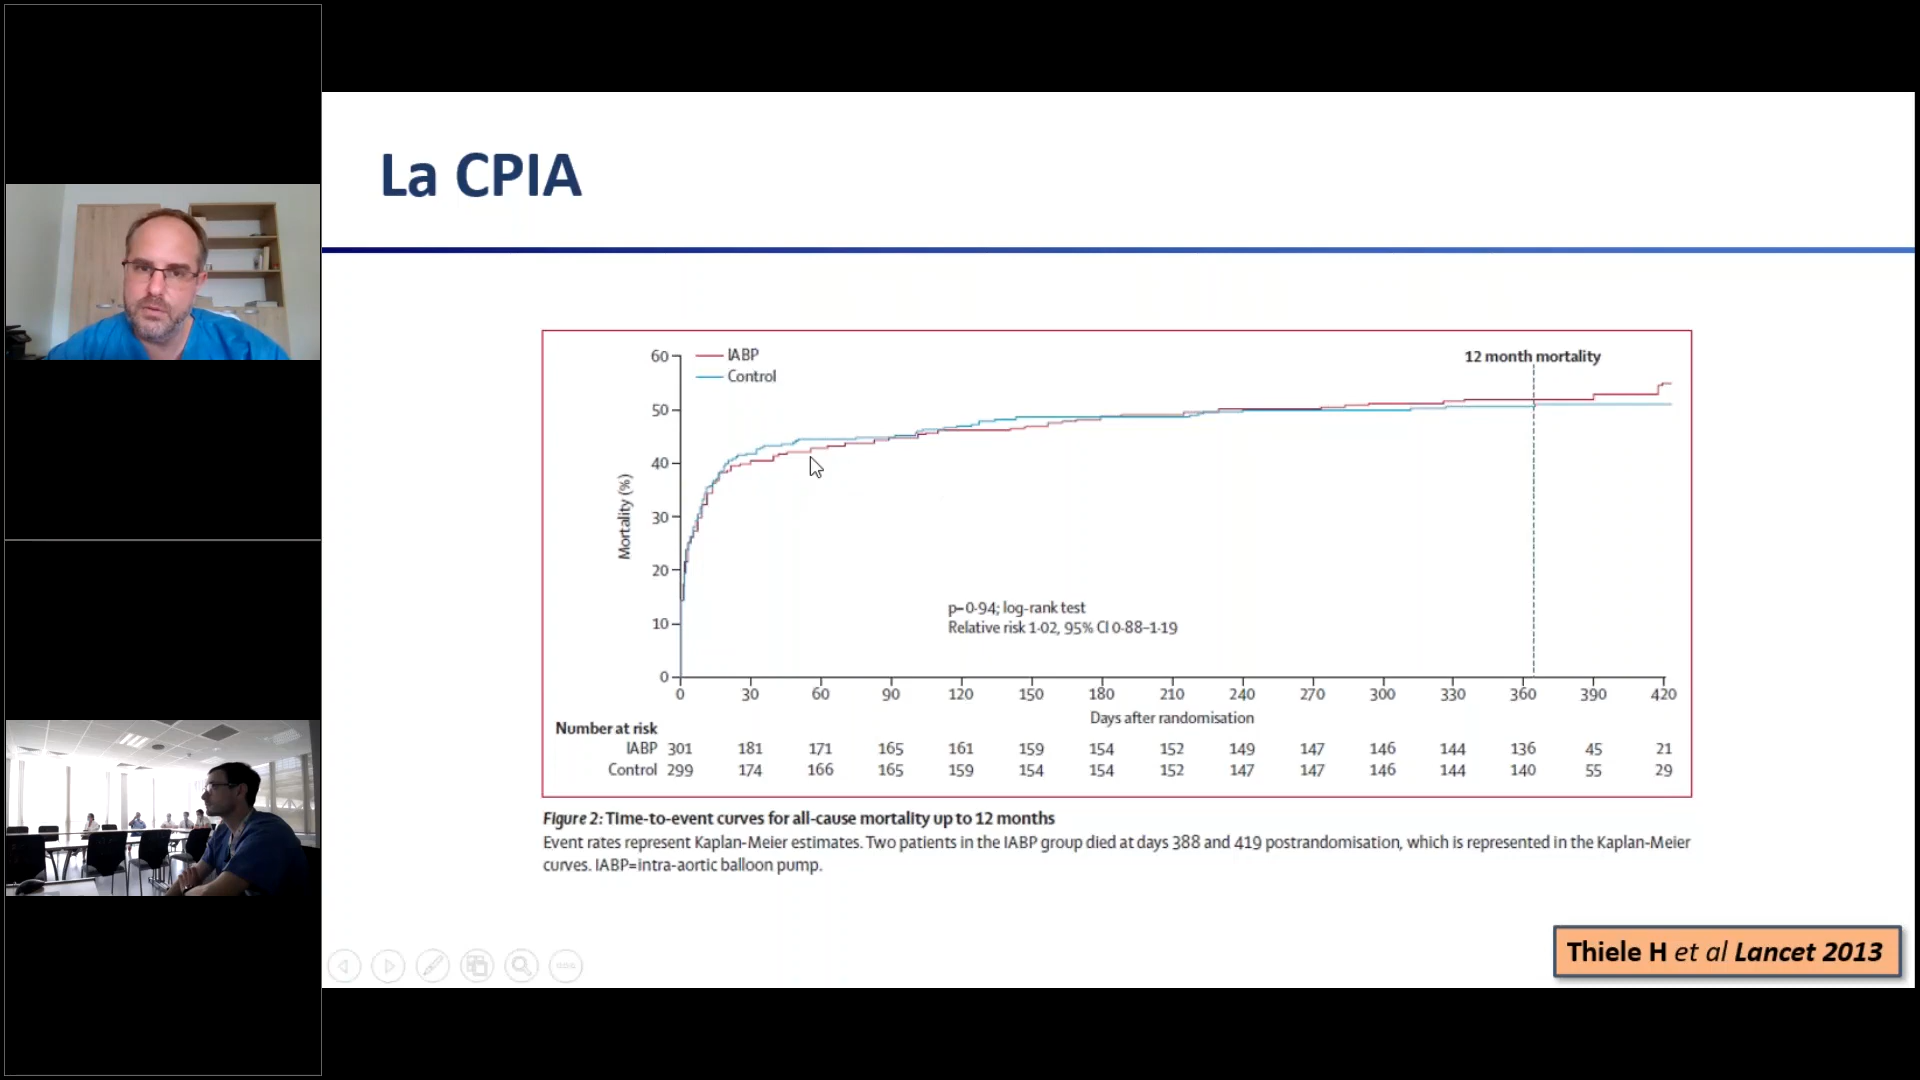 La CPIA
60
50
40
30
20
10
0
Mortality (%)
IABP
Control
12 month mortality
p=0·94; log-rank test
Relative risk 1·02, 95% CI 0·88–1·19
0 30 60 90 120 150 180 210 240 270 300 330 360 390 420
Days after randomisation
Number at risk
IABP 301 181 171 165 161 159 154 152 149 147 146 144 136 45 21
Control 299 174 166 165 159 154 154 152 147 147 146 144 140 55 29
Figure 2: Time-to-event curves for all-cause mortality up to 12 months
Event rates represent Kaplan-Meier estimates. Two patients in the IABP group died at days 388 and 419 postrandomisation, which is represented in the Kaplan-Meier
curves. IABP=intra-aortic balloon pump.
Thiele H et al Lancet 2013